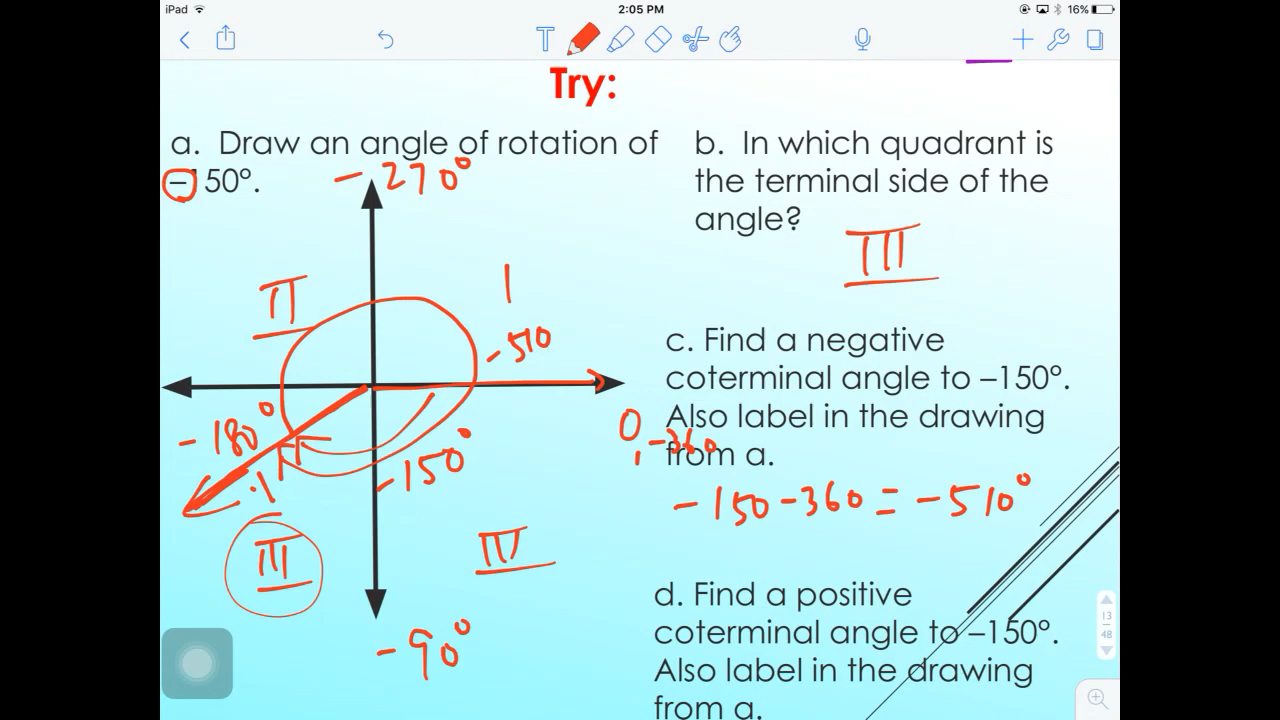 iPad
2:05 PM
16%
Try:
a. Draw an angle of rotation of
–150°.
-270°
II
I
-510
-180°
0, -360
-150°
III
III
-90°
b. In which quadrant is
the terminal side of the
angle?
III
c. Find a negative
coterminal angle to –150°.
Also label in the drawing
from a.
-150-360=-510°
d. Find a positive
coterminal angle to –150°.
Also label in the drawing
from a.
13
48